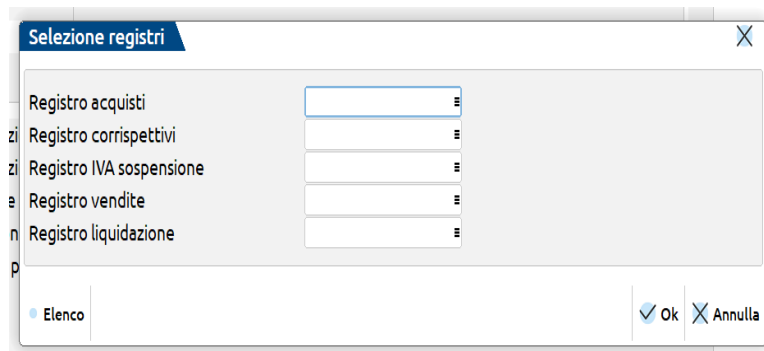 Selezione registri
Registro acquisti
Registro corrispettivi
Registro IVA sospensione
Registro vendite
Registro liquidazione
Elenco
Ok
Annulla